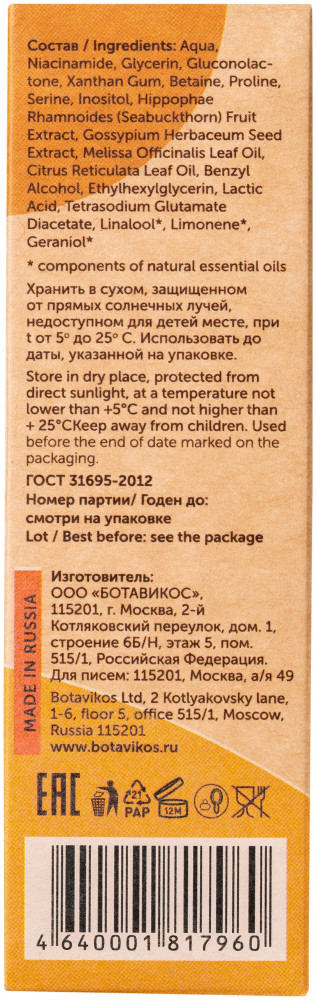 Состав / Ingredients: Aqua,
Niacinamide, Glycerin, Gluconolac-
tone, Xanthan Gum, Betaine, Proline,
Serine, Inositol, Hippophae
Rhamnoides (Seabuckthorn) Fruit
Extract, Gossypium Herbaceum Seed
Extract, Melissa Officinalis Leaf Oil,
Citrus Reticulata Leaf Oil, Benzyl
Alcohol, Ethylhexylglycerin, Lactic
Acid, Tetrasodium Glutamate
Diacetate, Linalool*, Limonene*,
Geraniol*
* components of natural essential oils
Хранить в сухом, защищенном
от прямых солнечных лучей,
недоступном для детей месте, при
t от 5° до 25° С. Использовать до
даты, указанной на упаковке.
Store in dry place, protected from
direct sunlight, at a temperature not
lower than +5°C and not higher than
+ 25°CKeep away from children. Used
before the end of date marked on the
packaging.
ГОСТ 31695-2012
Номер партии/ Годен до:
смотри на упаковке
Lot / Best before: see the package
MADE IN RUSSIA
Изготовитель:
ООО «БОТАВИКОС»,
115201, г. Москва, 2-й
Котляковский переулок, дом. 1,
строение 6Б/Н, этаж 5, пом.
515/1, Российская Федерация.
Для писем: 115201, Москва, а/я 49
Botavikos Ltd, 2 Kotlyakovsky lane,
1-6, floor 5, office 515/1, Moscow,
Russia 115201
www.botavikos.ru
EAC
21
PAP
12M
4 640001 817960